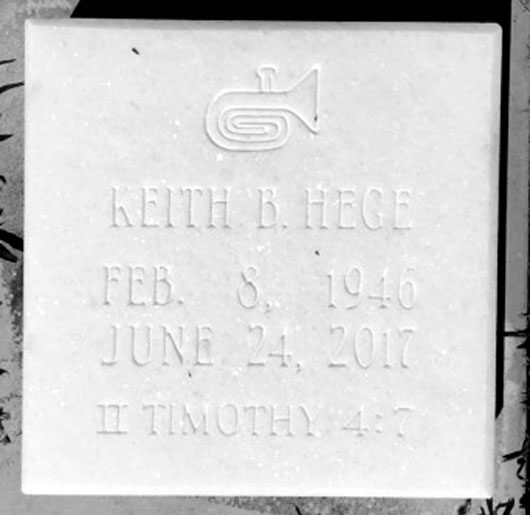 KEITH B. HEGE
FEB. 8, 1946
JUNE 24, 2017
II TIMOTHY 4:7